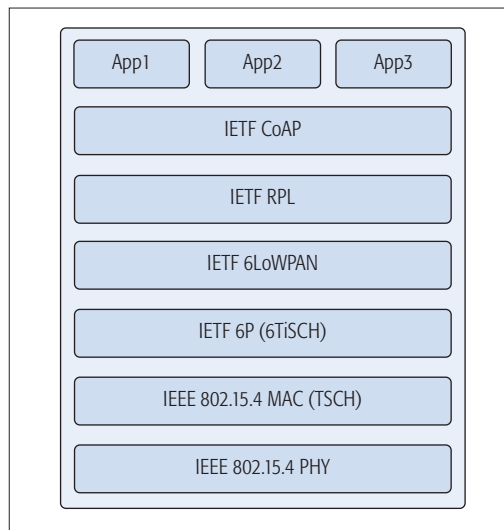 App1 App2 App3
IETF CoAP
IETF RPL
IETF 6LoWPAN
IETF 6P (6TiSCH)
IEEE 802.15.4 MAC (TSCH)
IEEE 802.15.4 PHY